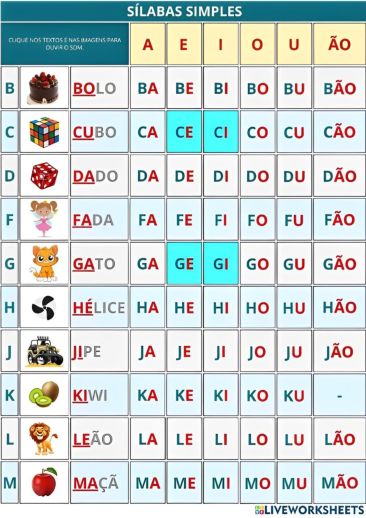 SÍLABAS SIMPLES
CLIQUE NOS TEXTOS E NAS IMAGENS PARA
OUVIR O SOM.
A E I O U ÃO
B BOLO BA BE BI BO BU BÃO
C CUBO CA CE CI CO CU CÃO
D DADO DA DE DI DO DU DÃO
F FADA FA FE FI FO FU FÃO
G GATO GA GE GI GO GU GÃO
H HÉLICE HA HE HI HO HU HÃO
J JIPE JA JE JI JO JU JÃO
K KIWI KA KE KI KO KU -
L LEÃO LA LE LI LO LU LÃO
M MAÇÃ MA ME MI MO MU MÃO
LIVEWORKSHEETS